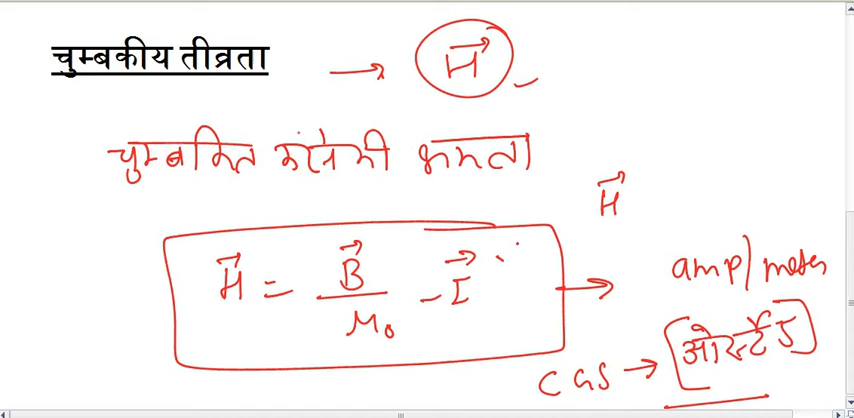 चुम्बकीय तीव्रता → H⃗
चुम्बकित करने की क्षमता
H⃗
H⃗ = B⃗ / μ₀ - I⃗ → amp/meter
CGS → [ओर्स्टेड]